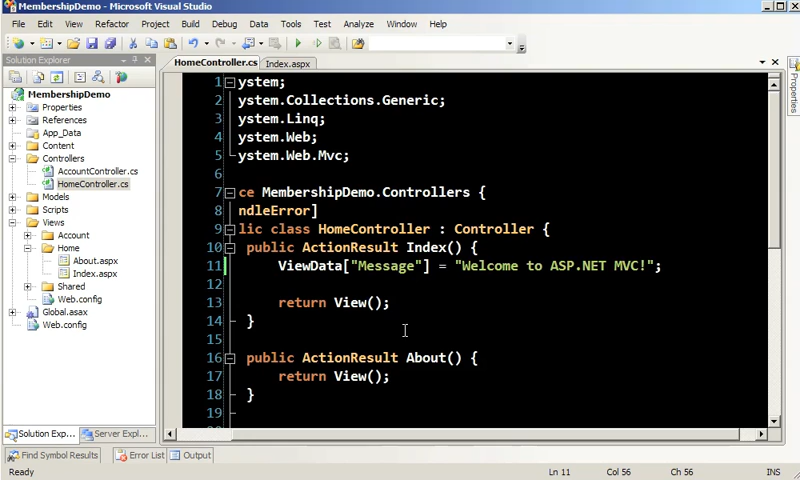 MembershipDemo - Microsoft Visual Studio
File Edit View Refactor Project Build Debug Data Tools Test Analyze Window Help
Solution Explorer
MembershipDemo
Properties
References
App_Data
Content
Controllers
AccountController.cs
HomeController.cs
Models
Scripts
Views
Account
Home
About.aspx
Index.aspx
Shared
Web.config
Global.asax
Web.config
Solution Exp... Server Expl...
HomeController.cs Index.aspx
1 ystem;
2 ystem.Collections.Generic;
3 ystem.Linq;
4 ystem.Web;
5 ystem.Web.Mvc;
6
7 ce MembershipDemo.Controllers {
8 ndleError]
9 lic class HomeController : Controller {
10 public ActionResult Index() {
11 ViewData["Message"] = "Welcome to ASP.NET MVC!";
12
13 return View();
14 }
15
16 public ActionResult About() {
17 return View();
18 }
19
Properties
Find Symbol Results Error List Output
Ready Ln 11 Col 56 Ch 56 INS